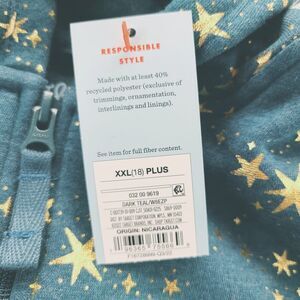 RESPONSIBLE
STYLE
Made with at least 40%
recycled polyester (exclusive of
trimmings, ornamentation,
interlinings and linings).
See item for full fiber content.
XXL(18) PLUS
032 00 9619
DARK TEAL/W8EZP
ORIGIN: NICARAGUA